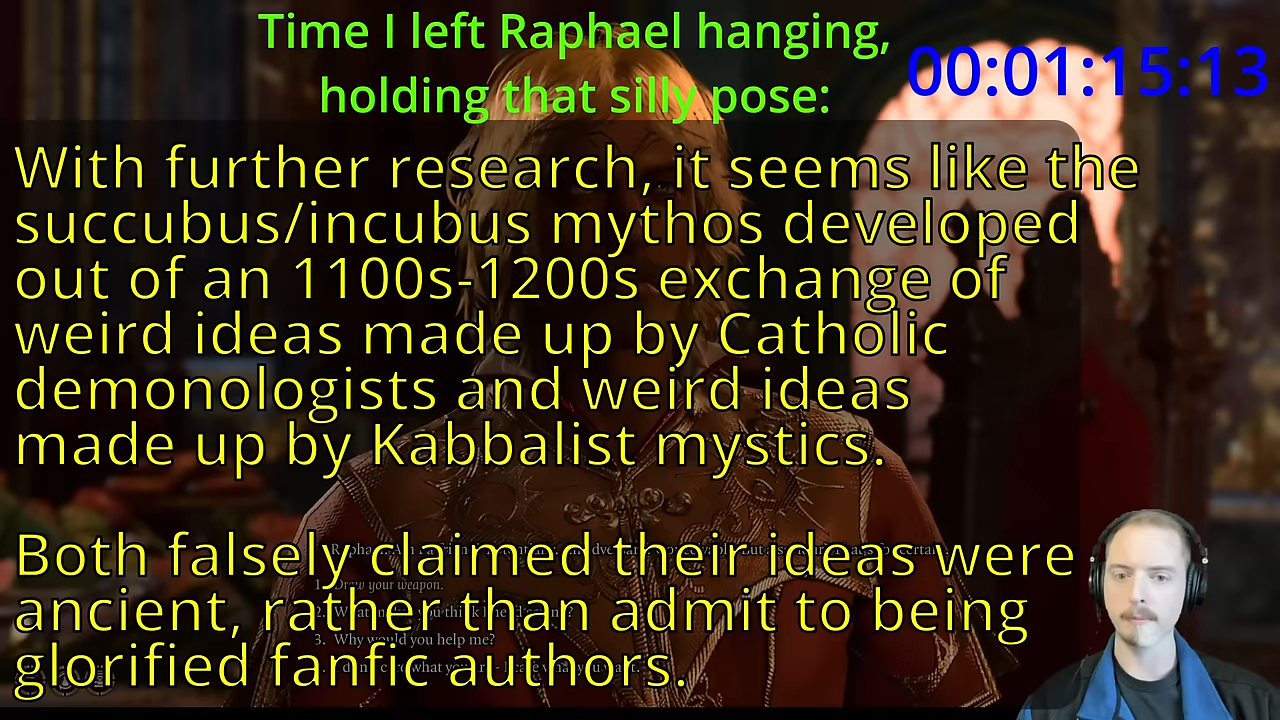 Time I left Raphael hanging,
holding that silly pose:
00:01:15:13
With further research, it seems like the
succubus/incubus mythos developed
out of an 1100s-1200s exchange of
weird ideas made up by Catholic
demonologists and weird ideas
made up by Kabbalist mystics.
Both falsely claimed their ideas were
ancient, rather than admit to being
glorified fanfic authors.
1. Draw your weapon.
3. Why would you help me?